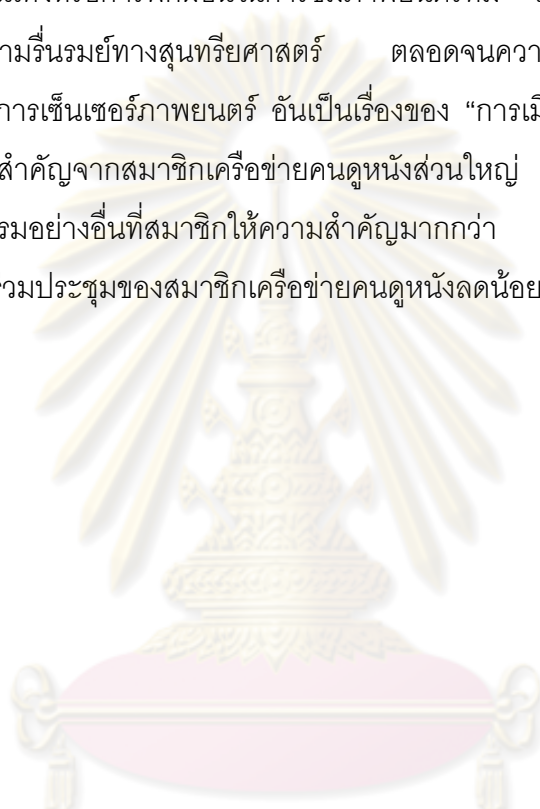 ามรื่นรมย์ทางสุนทรียศาสตร์ ตลอดจนควา
การเซ็นเซอร์ภาพยนตร์ อันเป็นเรื่องของ “การเมื
สำคัญจากสมาชิกเครือข่ายคนดูหนังส่วนใหญ่
รมอย่างอื่นที่สมาชิกให้ความสำคัญมากกว่า
รวมประชุมของสมาชิกเครือข่ายคนดูหนังลดน้อย